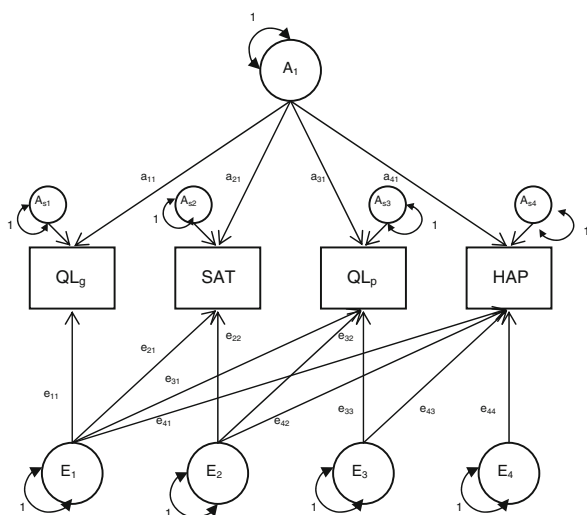 1
A1
a11
a21
a31
a41
As1
As2
As3
As4
1
1
1
1
QLg
SAT
QLp
HAP
e21
e22
e32
e31
e11
e41
e42
e33
e43
e44
E1
E2
E3
E4
1
1
1
1